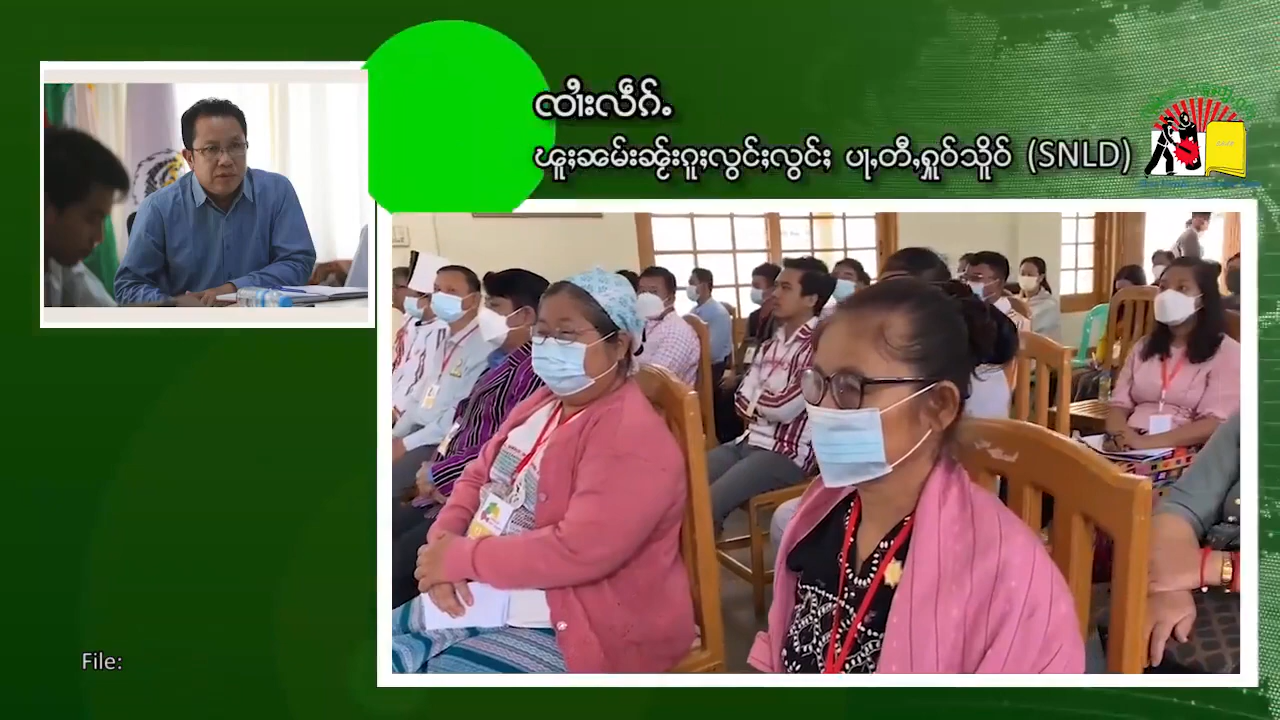 ၸၢႆးလဵၵ်ႉ
ၽူႈၼမ်းၼႂ်းၵူႈလွင်ႈလွင်ႈ ပႃႇတီႇႁူဝ်သိူဝ် (SNLD)
File: